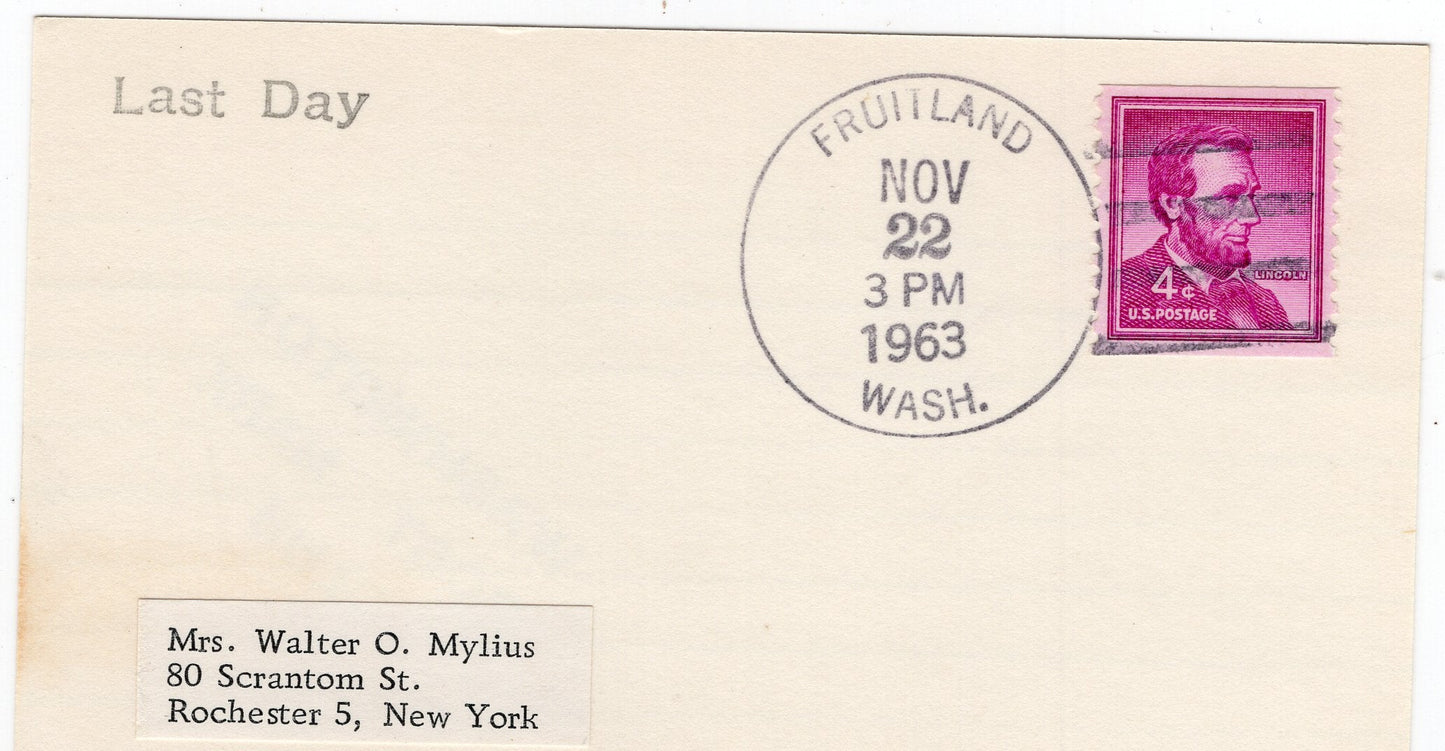 Last Day
FRUITLAND
NOV
22
3 PM
1963
WASH.
LINCOLN
4¢
U.S. POSTAGE
Mrs. Walter O. Mylius
80 Scrantom St.
Rochester 5, New York